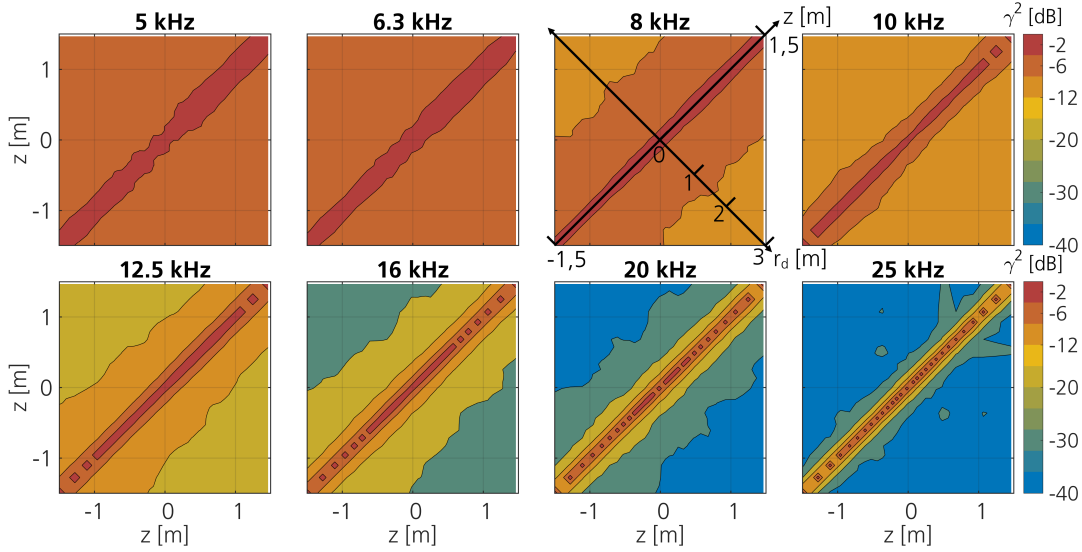 5 kHz 6.3 kHz 8 kHz z [m] 10 kHz γ² [dB]
1,5
z [m] 1 0 -1
0 1 2
-2 -6 -12 -20 -30 -40
-1,5 3 r_d [m]
12.5 kHz 16 kHz 20 kHz 25 kHz γ² [dB]
z [m] 1 0 -1
-2 -6 -12 -20 -30 -40
-1 0 1 -1 0 1 -1 0 1 -1 0 1
z [m] z [m] z [m] z [m]